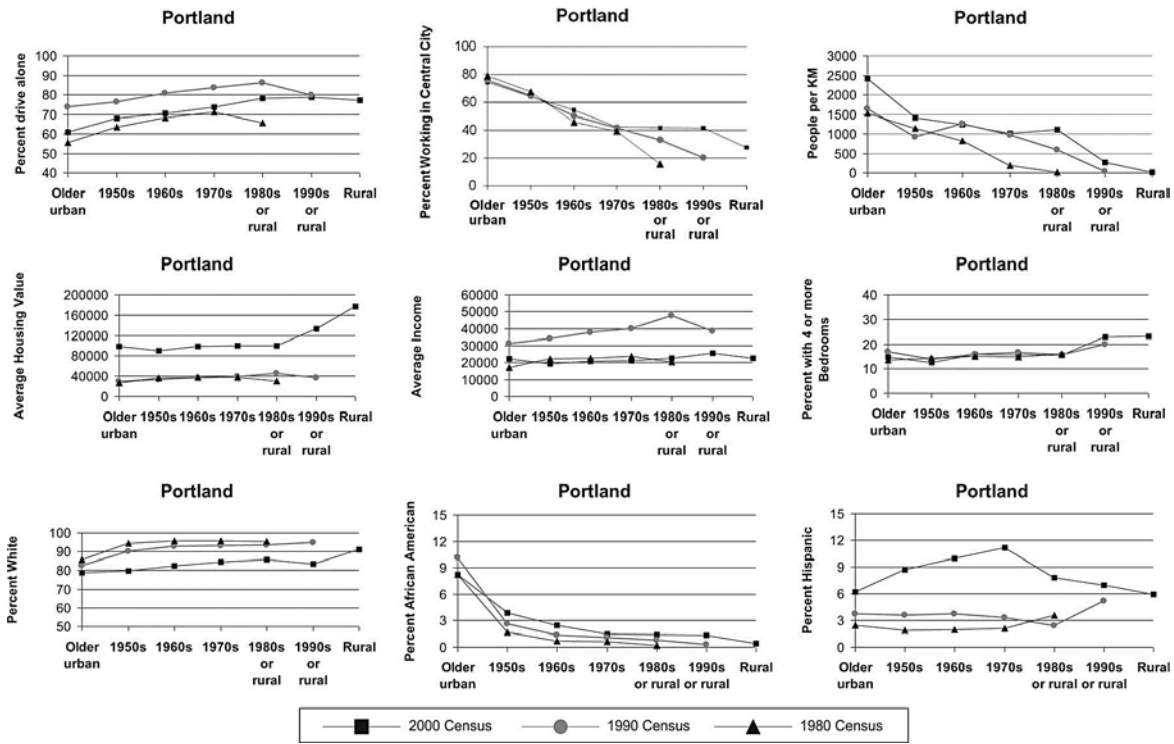 Portland
Percent drive alone
100
90
80
70
60
50
40
Older urban 1950s 1960s 1970s 1980s or rural 1990s or rural Rural
Portland
Percent Working in Central City
100
80
60
40
20
0
Older urban 1950s 1960s 1970s 1980s or rural 1990s or rural Rural
Portland
People per KM
3000
2500
2000
1500
1000
500
0
Older urban 1950s 1960s 1970s 1980s or rural 1990s or rural Rural
Portland
Average Housing Value
200000
160000
120000
80000
40000
0
Older urban 1950s 1960s 1970s 1980s or rural 1990s or rural Rural
Portland
Average Income
60000
50000
40000
30000
20000
10000
0
Older urban 1950s 1960s 1970s 1980s or rural 1990s or rural Rural
Portland
Percent with 4 or more Bedrooms
40
30
20
10
0
Older urban 1950s 1960s 1970s 1980s or rural 1990s or rural Rural
Portland
Percent White
100
90
80
70
60
50
Older urban 1950s 1960s 1970s 1980s or rural 1990s or rural Rural
Portland
Percent African American
15
12
9
6
3
0
Older urban 1950s 1960s 1970s 1980s or rural 1990s or rural Rural
Portland
Percent Hispanic
15
12
9
6
3
0
Older urban 1950s 1960s 1970s 1980s or rural 1990s or rural Rural
2000 Census 1990 Census 1980 Census